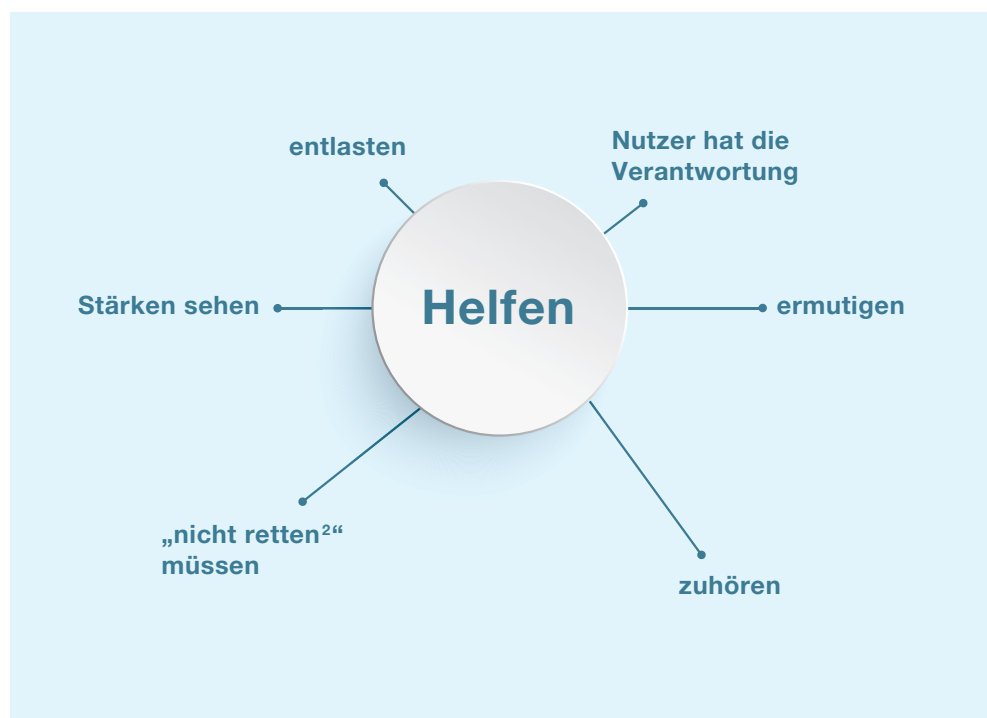 entlasten
Nutzer hat die
Verantwortung
Stärken sehen
Helfen
ermutigen
„nicht retten²“
müssen
zuhören